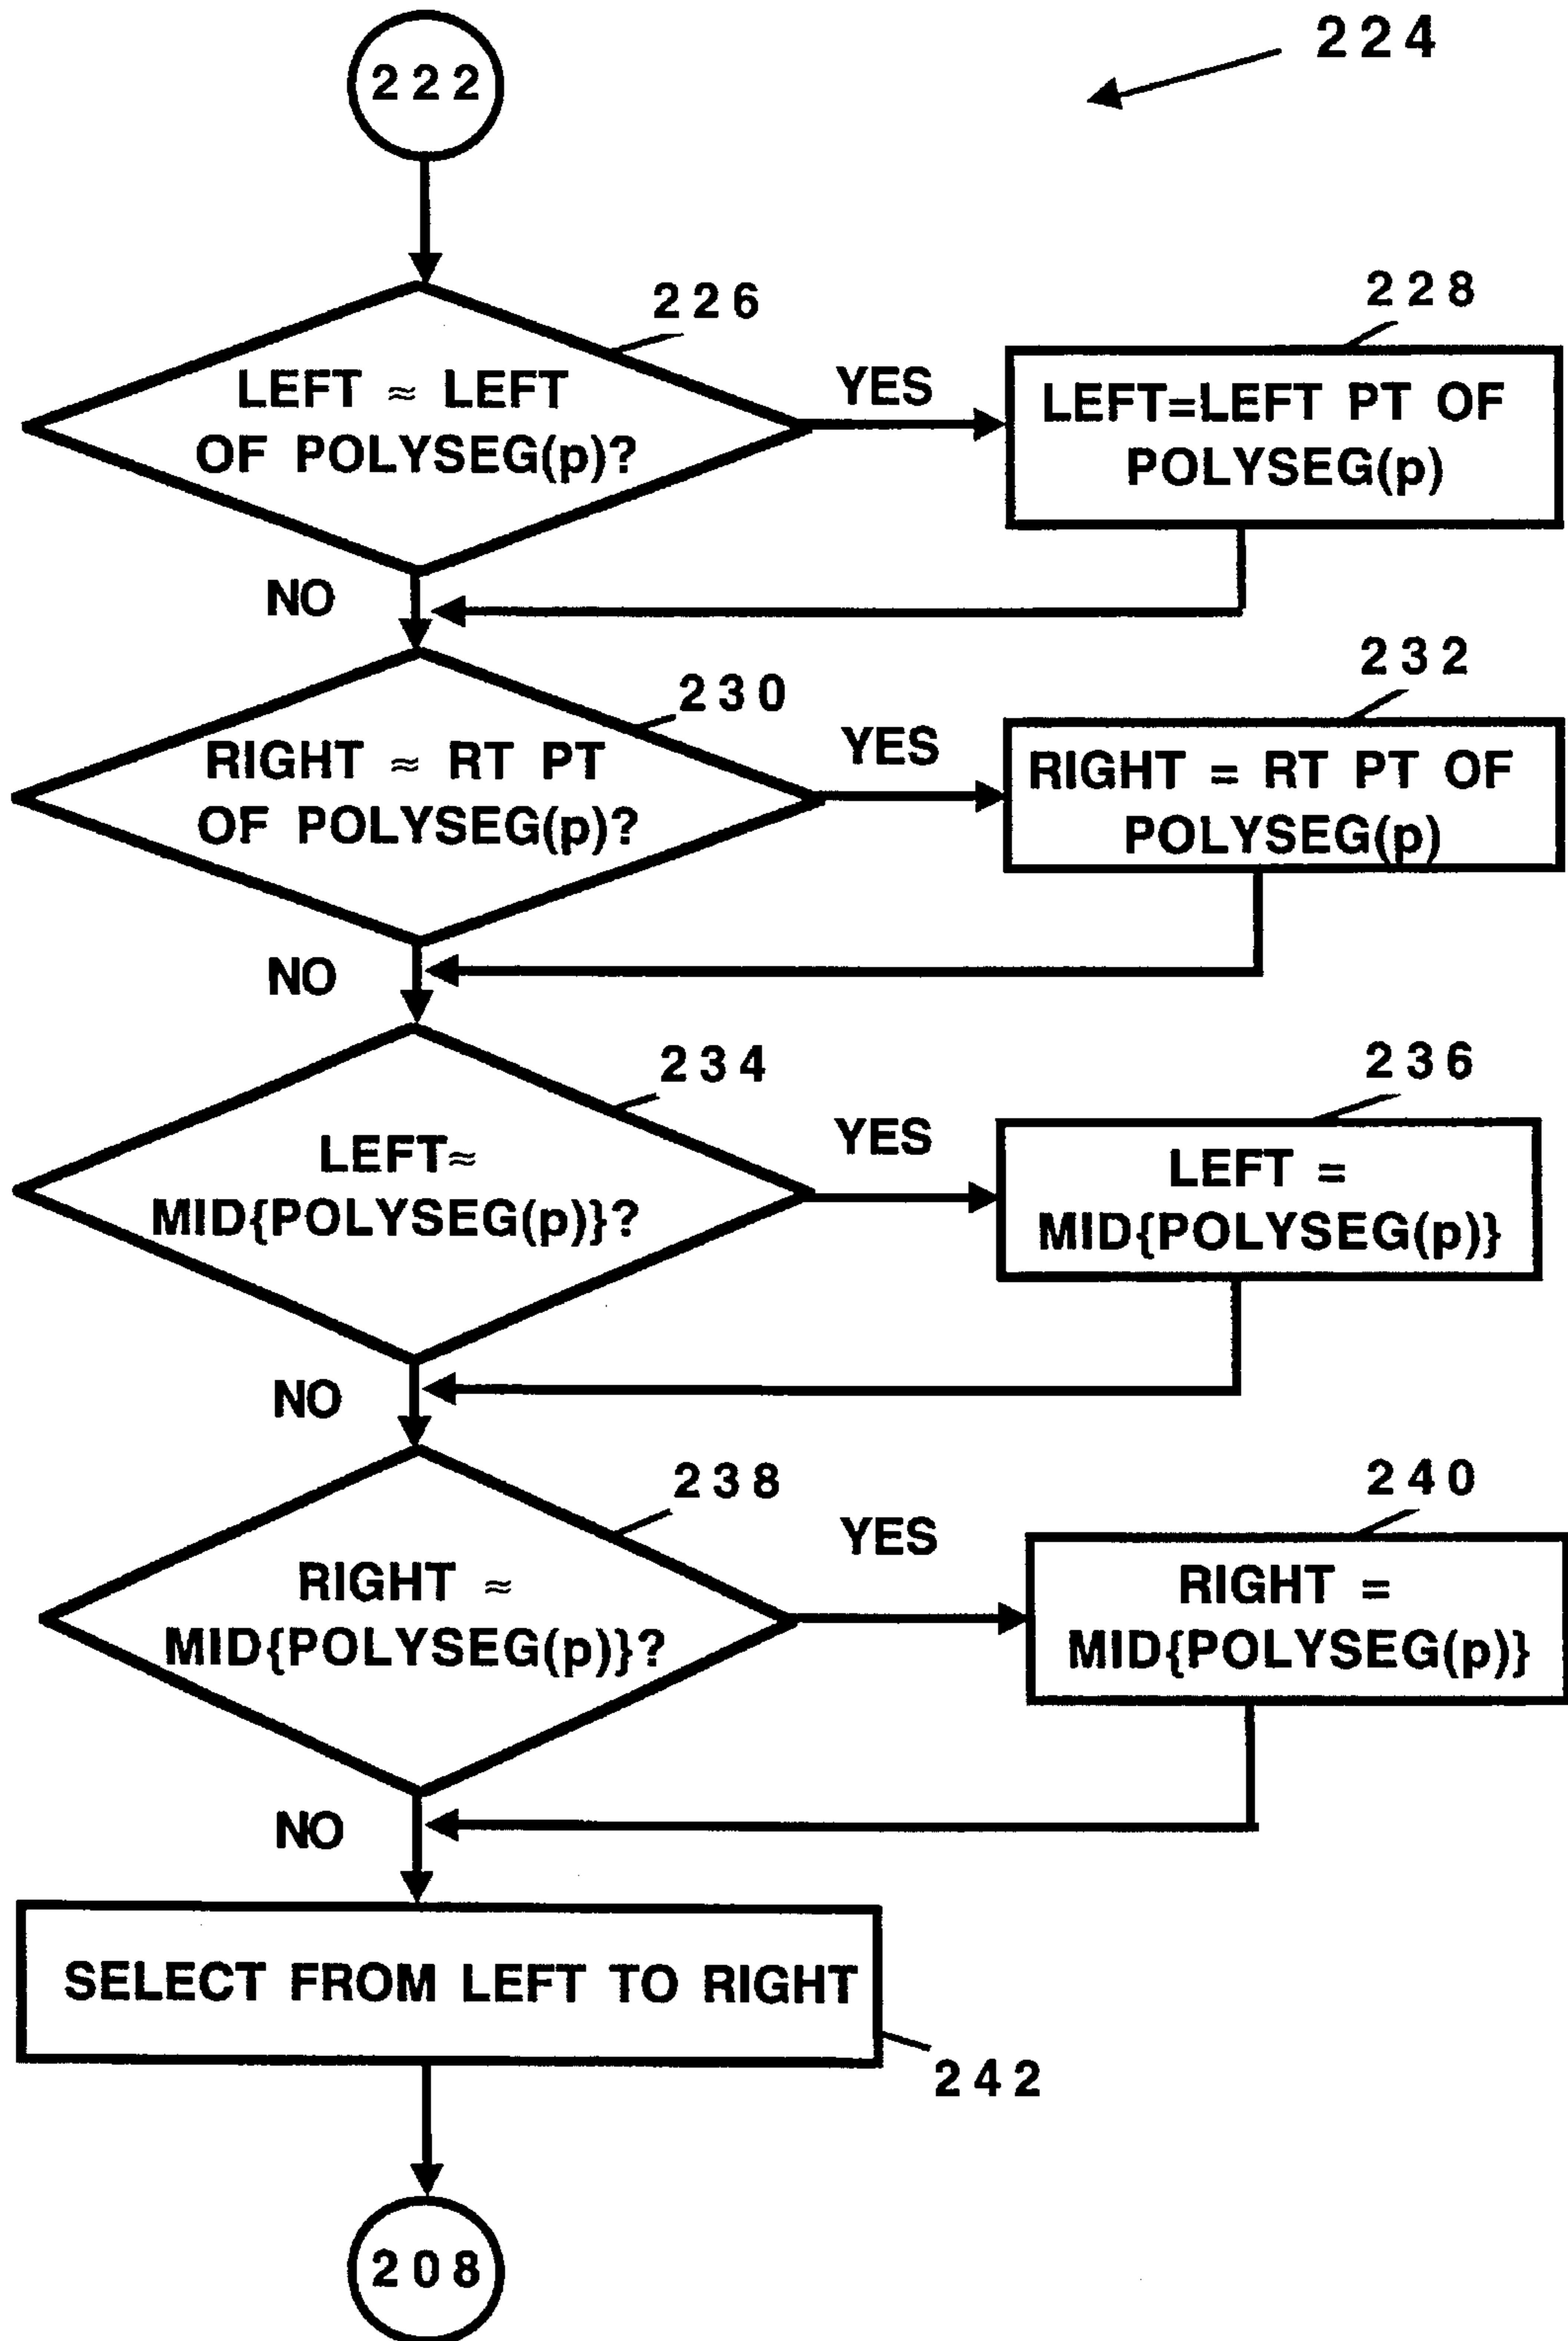 222
224
226
LEFT ≈ LEFT
OF POLYSEG(p)?
YES
228
LEFT=LEFT PT OF
POLYSEG(p)
NO
230
RIGHT ≈ RT PT
OF POLYSEG(p)?
YES
232
RIGHT = RT PT OF
POLYSEG(p)
NO
234
LEFT≈
MID{POLYSEG(p)}?
YES
236
LEFT =
MID{POLYSEG(p)}
NO
238
RIGHT ≈
MID{POLYSEG(p)}?
YES
240
RIGHT =
MID{POLYSEG(p)}
NO
SELECT FROM LEFT TO RIGHT
242
208